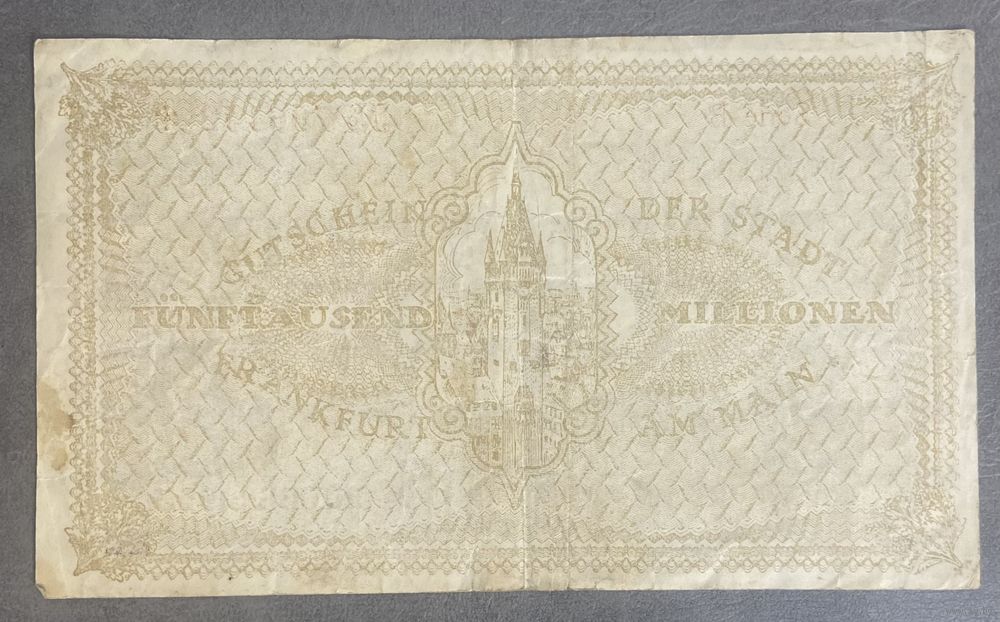 GUTSCHEIN DER STADT
FÜNFTAUSEND MILLIONEN
FRANKFURT AM MAIN